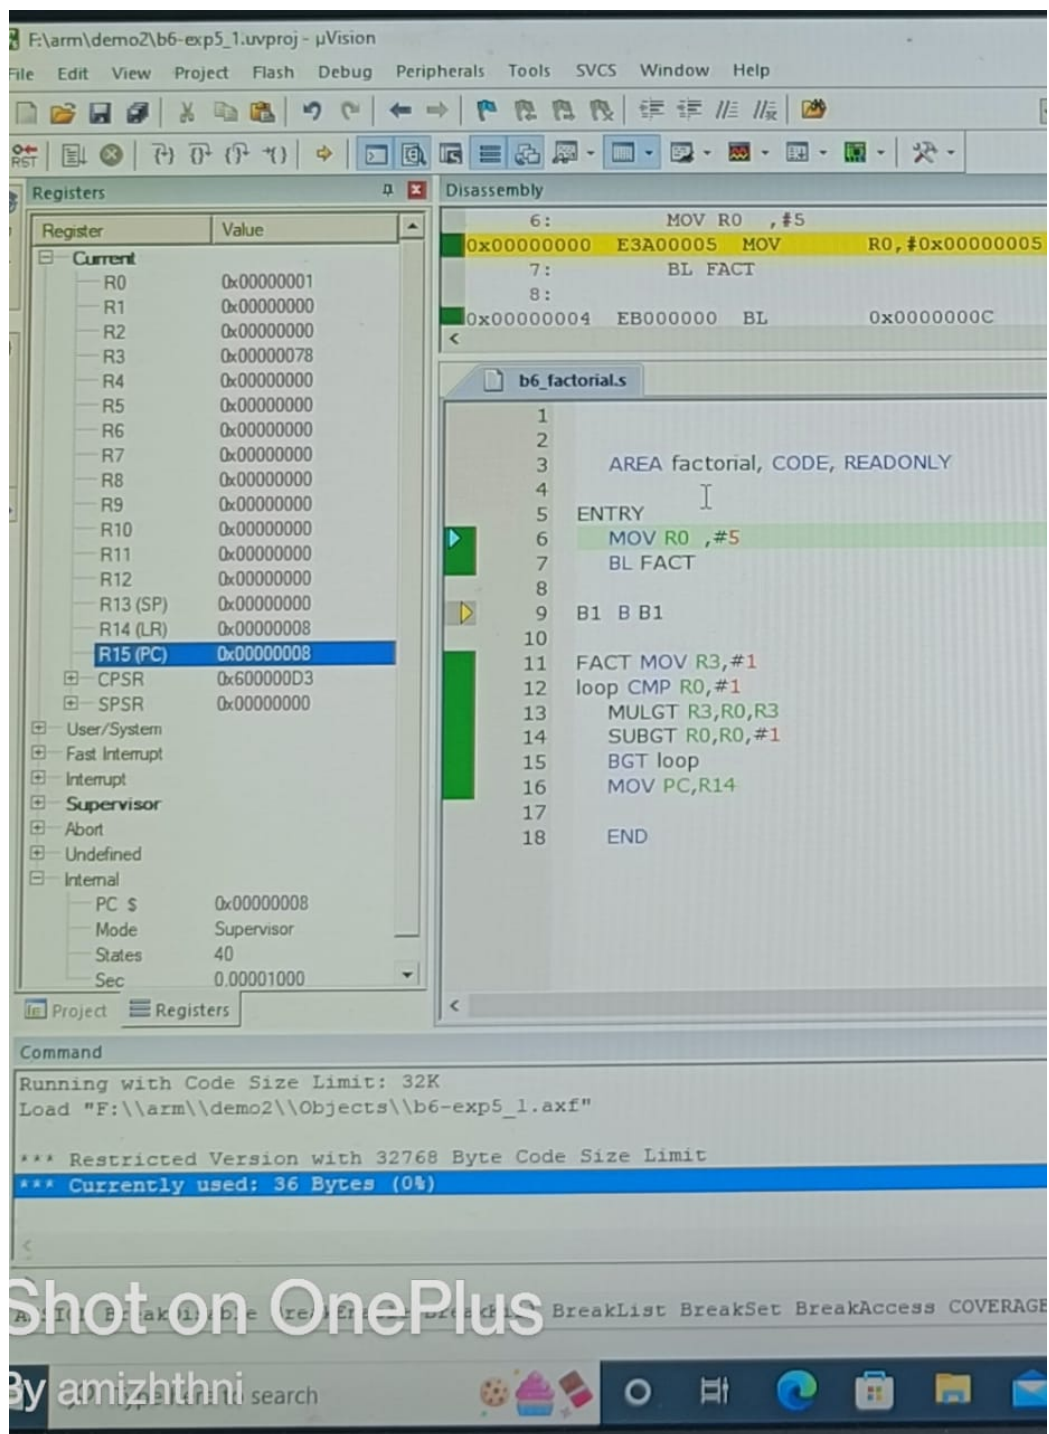 F:\arm\demo2\b6-exp5_1.uvproj - µVision
File Edit View Project Flash Debug Peripherals Tools SVCS Window Help
RST
Registers
Register Value
Current
R0 0x00000001
R1 0x00000000
R2 0x00000000
R3 0x00000078
R4 0x00000000
R5 0x00000000
R6 0x00000000
R7 0x00000000
R8 0x00000000
R9 0x00000000
R10 0x00000000
R11 0x00000000
R12 0x00000000
R13 (SP) 0x00000000
R14 (LR) 0x00000008
R15 (PC) 0x00000008
CPSR 0x600000D3
SPSR 0x00000000
User/System
Fast Interrupt
Interrupt
Supervisor
Abort
Undefined
Internal
PC $ 0x00000008
Mode Supervisor
States 40
Sec 0.00001000
Project Registers
Disassembly
6: MOV R0 ,#5
0x00000000 E3A00005 MOV R0,#0x00000005
7: BL FACT
8:
0x00000004 EB000000 BL 0x0000000C
b6_factorial.s
1
2
3 AREA factorial, CODE, READONLY
4
5 ENTRY
6 MOV R0 ,#5
7 BL FACT
8
9 B1 B B1
10
11 FACT MOV R3,#1
12 loop CMP R0,#1
13 MULGT R3,R0,R3
14 SUBGT R0,R0,#1
15 BGT loop
16 MOV PC,R14
17
18 END
Command
Running with Code Size Limit: 32K
Load "F:\\arm\\demo2\\Objects\\b6-exp5_1.axf"
*** Restricted Version with 32768 Byte Code Size Limit
*** Currently used: 36 Bytes (0%)
BreakList BreakSet BreakAccess COVERAGE
Shot on OnePlus
By amizhthni
search